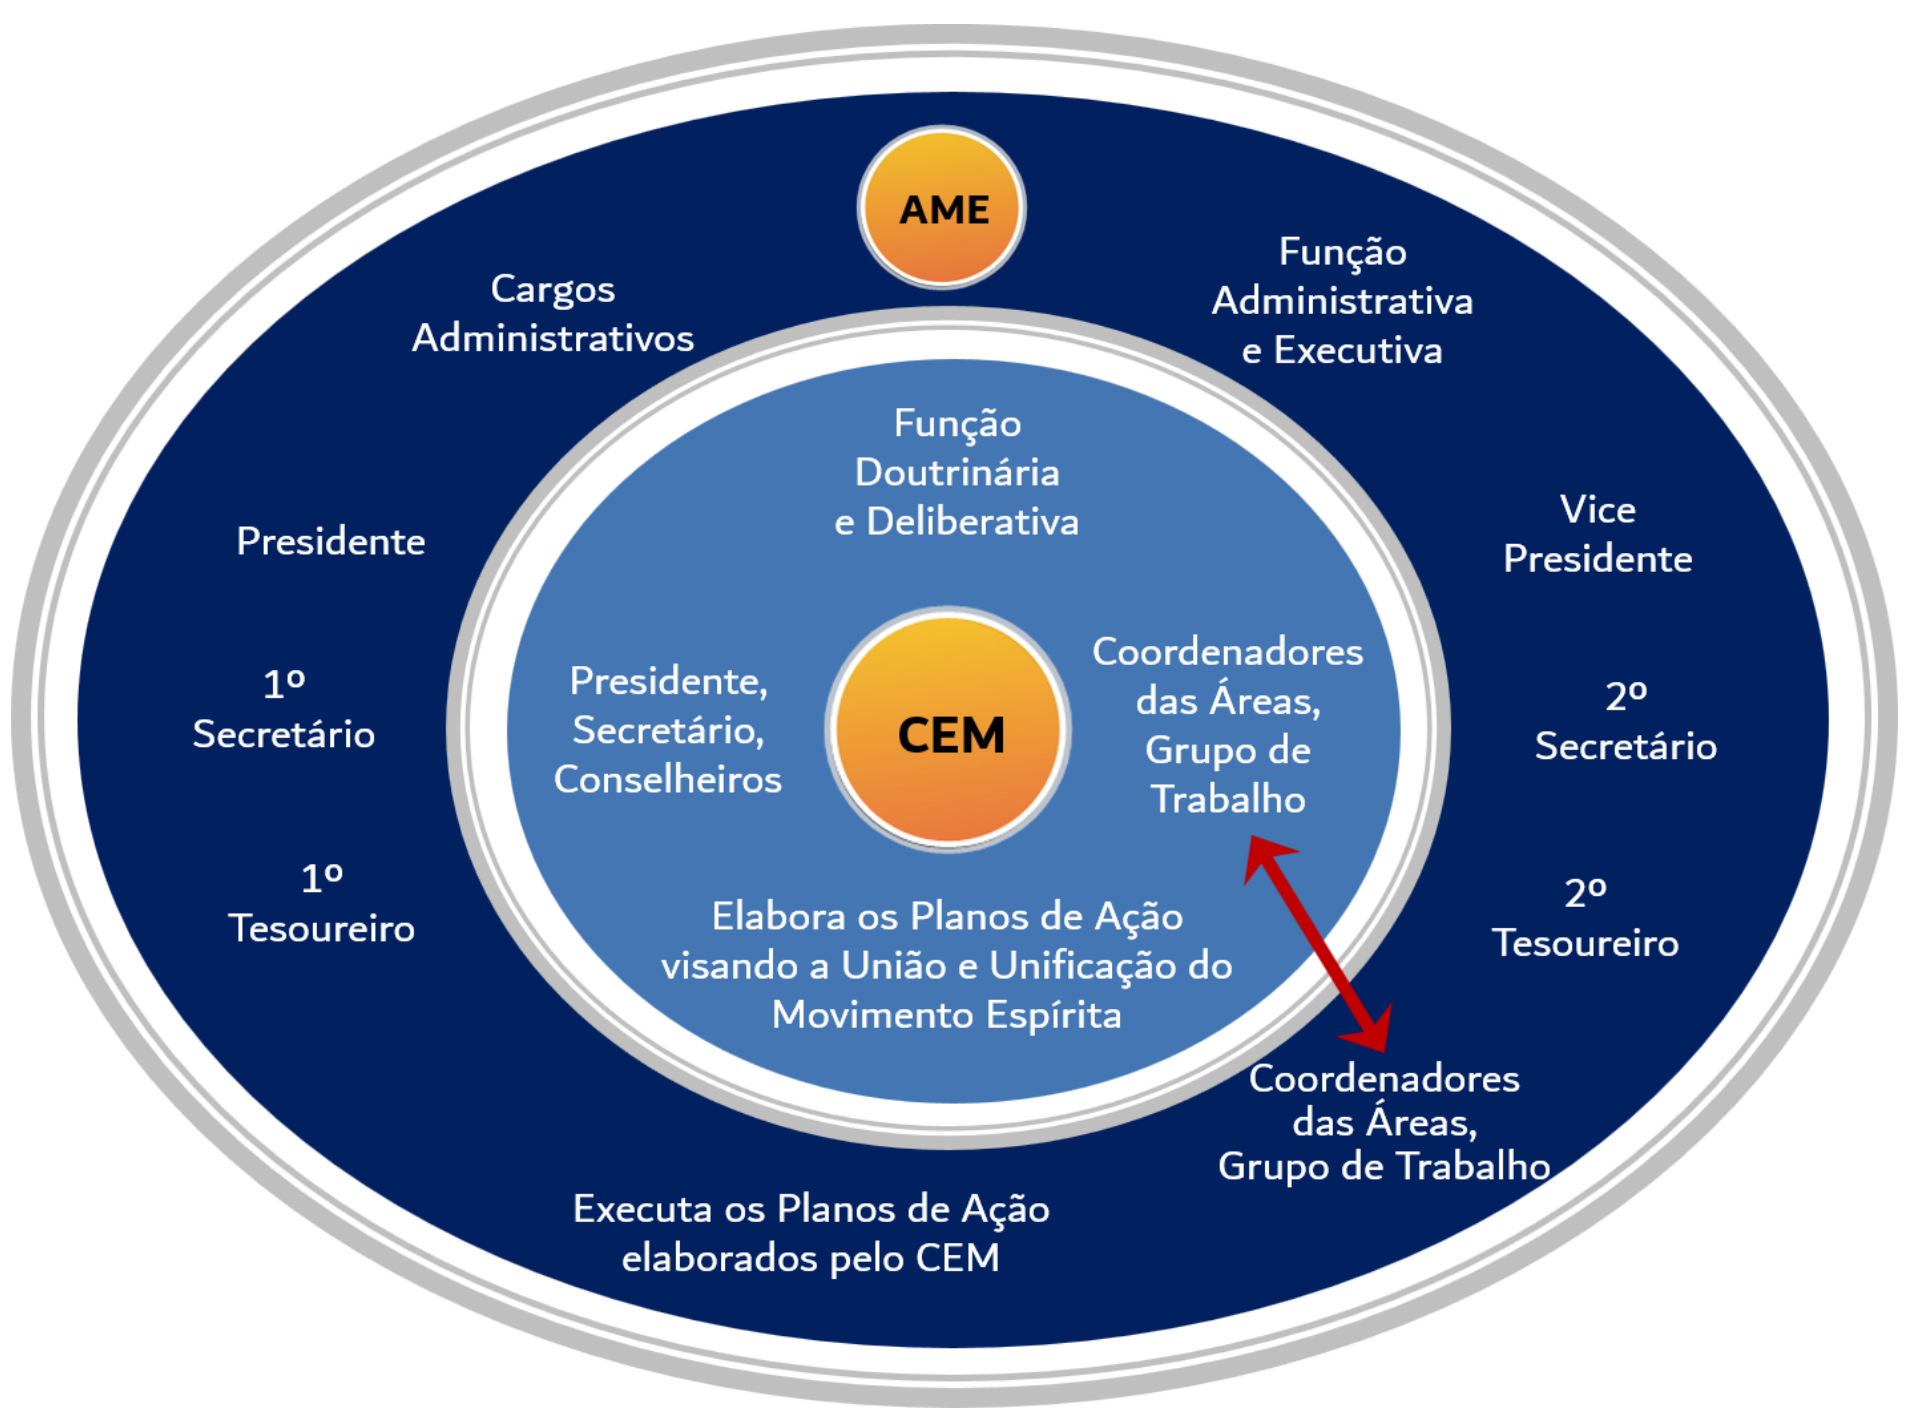 AME
Cargos
Administrativos
Função
Administrativa
e Executiva
Presidente
Vice
Presidente
1º
Secretário
2º
Secretário
1º
Tesoureiro
2º
Tesoureiro
Função
Doutrinária
e Deliberativa
Presidente,
Secretário,
Conselheiros
CEM
Coordenadores
das Áreas,
Grupo de
Trabalho
Elabora os Planos de Ação
visando a União e Unificação do
Movimento Espírita
Coordenadores
das Áreas,
Grupo de Trabalho
Executa os Planos de Ação
elaborados pelo CEM